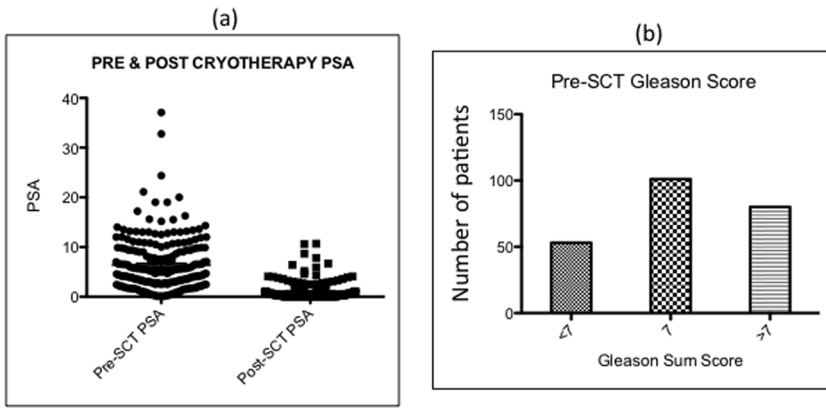 (a)
PRE & POST CRYOTHERAPY PSA
40
30
20
10
0
PSA
Pre-SCT PSA
Post-SCT PSA
(b)
Pre-SCT Gleason Score
150
100
50
0
Number of patients
<7
7
>7
Gleason Sum Score